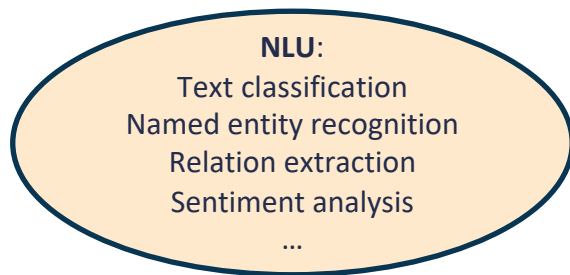 NLU:
Text classification
Named entity recognition
Relation extraction
Sentiment analysis
...